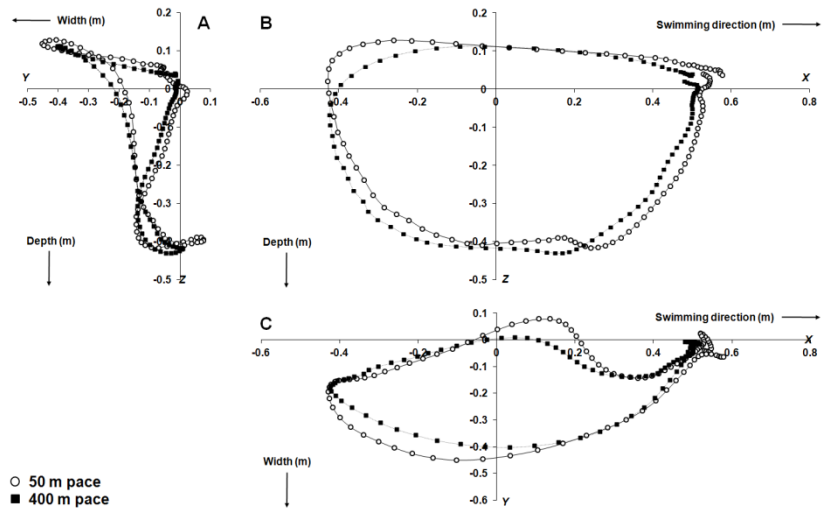 Width (m)
A
B
Swimming direction (m)
0.2
0.2
Y
0.1
0.1
X
-0.5 -0.4 -0.3 -0.2 -0.1 0 0.1
-0.6 -0.4 -0.2 0 0.2 0.4 0.6 0.8
-0.1
-0.1
-0.2
-0.2
-0.3
-0.3
Depth (m)
-0.4
Depth (m)
-0.4
-0.5
Z
-0.5
Z
C
0.1
Swimming direction (m)
X
-0.6 -0.4 -0.2 0 0.2 0.4 0.6 0.8
-0.1
-0.2
-0.3
-0.4
Width (m)
-0.5
-0.6
Y
50 m pace
400 m pace